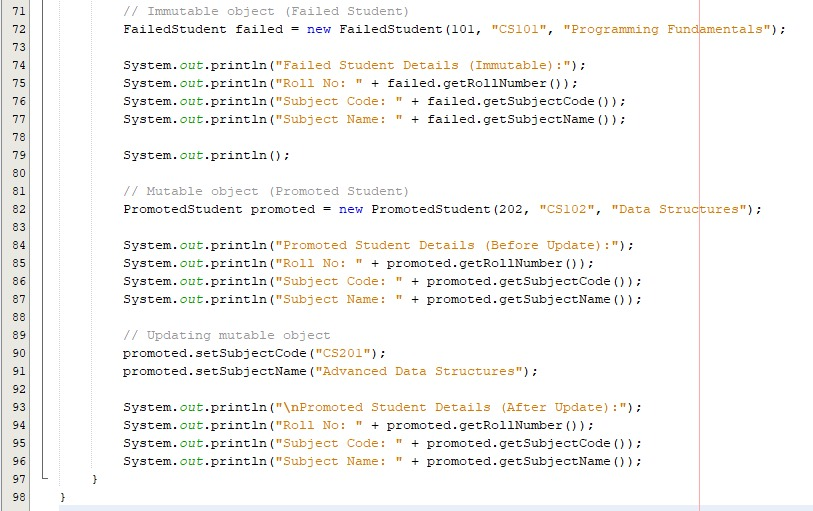 71 // Immutable object (Failed Student)
72 FailedStudent failed = new FailedStudent(101, "CS101", "Programming Fundamentals");
73
74 System.out.println("Failed Student Details (Immutable):");
75 System.out.println("Roll No: " + failed.getRollNumber());
76 System.out.println("Subject Code: " + failed.getSubjectCode());
77 System.out.println("Subject Name: " + failed.getSubjectName());
78
79 System.out.println();
80
81 // Mutable object (Promoted Student)
82 PromotedStudent promoted = new PromotedStudent(202, "CS102", "Data Structures");
83
84 System.out.println("Promoted Student Details (Before Update):");
85 System.out.println("Roll No: " + promoted.getRollNumber());
86 System.out.println("Subject Code: " + promoted.getSubjectCode());
87 System.out.println("Subject Name: " + promoted.getSubjectName());
88
89 // Updating mutable object
90 promoted.setSubjectCode("CS201");
91 promoted.setSubjectName("Advanced Data Structures");
92
93 System.out.println("\nPromoted Student Details (After Update):");
94 System.out.println("Roll No: " + promoted.getRollNumber());
95 System.out.println("Subject Code: " + promoted.getSubjectCode());
96 System.out.println("Subject Name: " + promoted.getSubjectName());
97 }
98 }